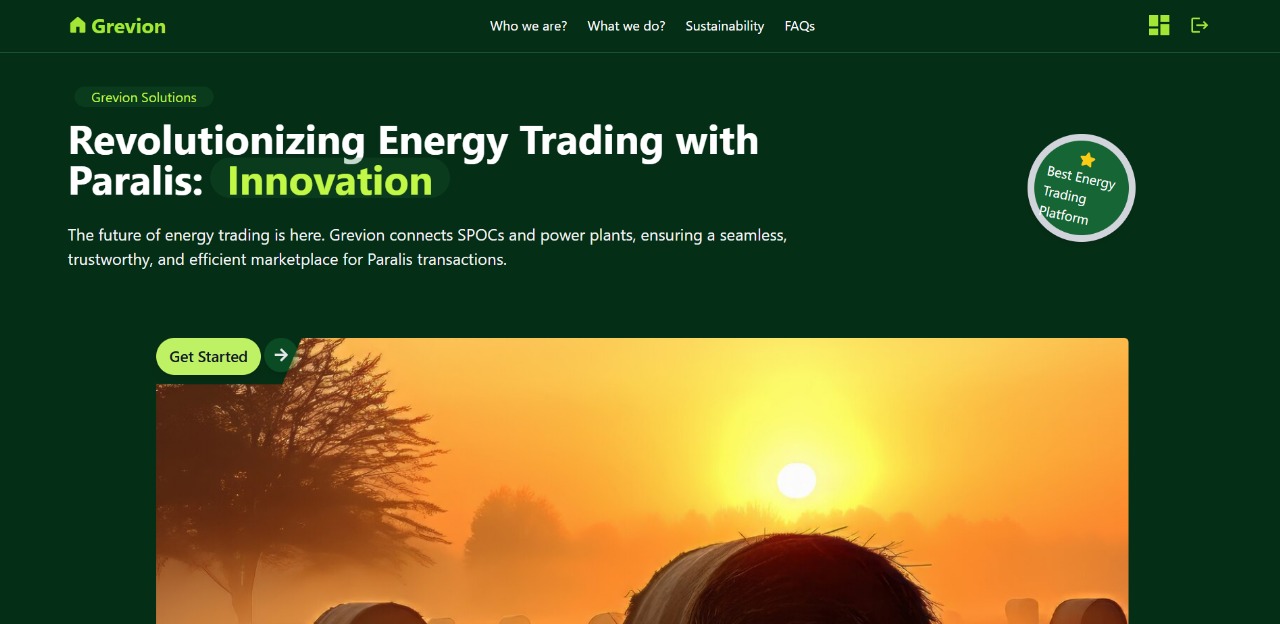 Grevion
Who we are?
What we do?
Sustainability
FAQs
Grevion Solutions
Revolutionizing Energy Trading with
Paralis: Innovation
The future of energy trading is here. Grevion connects SPOCs and power plants, ensuring a seamless,
trustworthy, and efficient marketplace for Paralis transactions.
Best Energy
Trading
Platform
Get Started